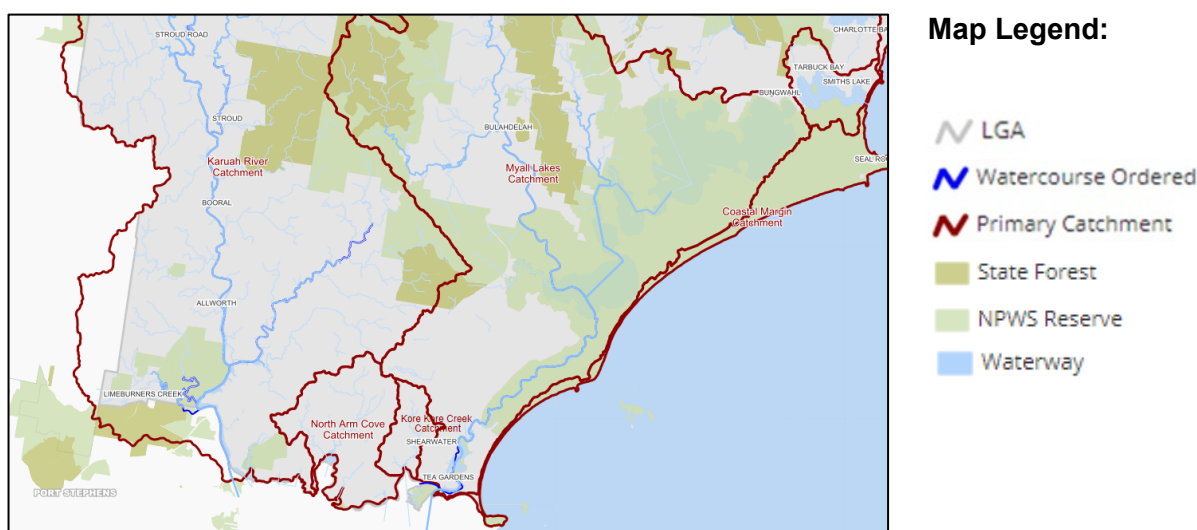 STROUD ROAD
CHARLOTTE BA
TARBUCK BAY
SMITHS LAKE
BUNGWAHL
STROUD
BULAHDELAH
Karuah River
Catchment
Myall Lakes
Catchment
SEAL RO
BOORAL
Coastal Margin
Catchment
ALLWORTH
LIMEBURNERS CREEK
North Arm Cove
Catchment
Kore Kore Creek
Catchment
SHEARWATER
TEA GARDENS
PORT STEPHENS
Map Legend:
LGA
Watercourse Ordered
Primary Catchment
State Forest
NPWS Reserve
Waterway